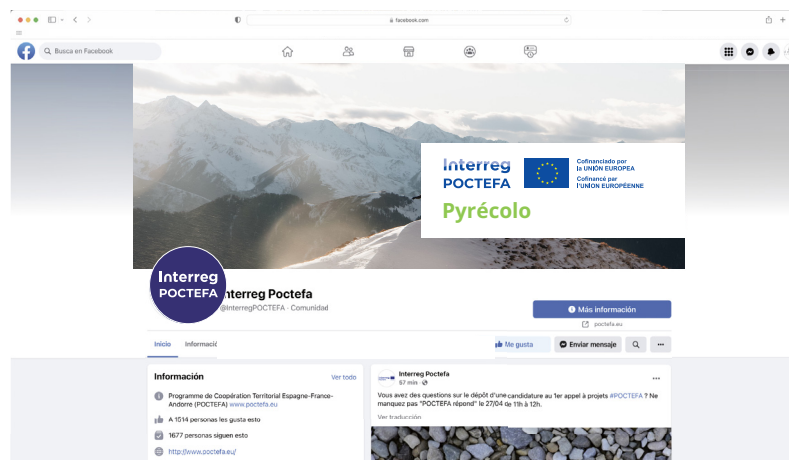 facebook.com
Busca en Facebook
Interreg
POCTEFA
Cofinanciado por
la UNIÓN EUROPEA
Cofinancé par
l'UNION EUROPÉENNE
Pyrécolo
Interreg
POCTEFA
nterreg Poctefa
@InterregPOCTEFA · Comunidad
Más información
poctefa.eu
Inicio Informaci
Me gusta
Enviar mensaje
Información Ver todo
Programme de Coopération Territorial Espagne-France-
Andorre (POCTEFA) www.poctefa.eu
A 1514 personas les gusta esto
1677 personas siguen esto
http://www.poctefa.eu/
Interreg Poctefa
57 min ·
Vous avez des questions sur le dépôt d'une candidature au 1er appel à projets #POCTEFA ? Ne
manquez pas "POCTEFA répond" le 27/04 de 11h à 12h.
Ver traducción